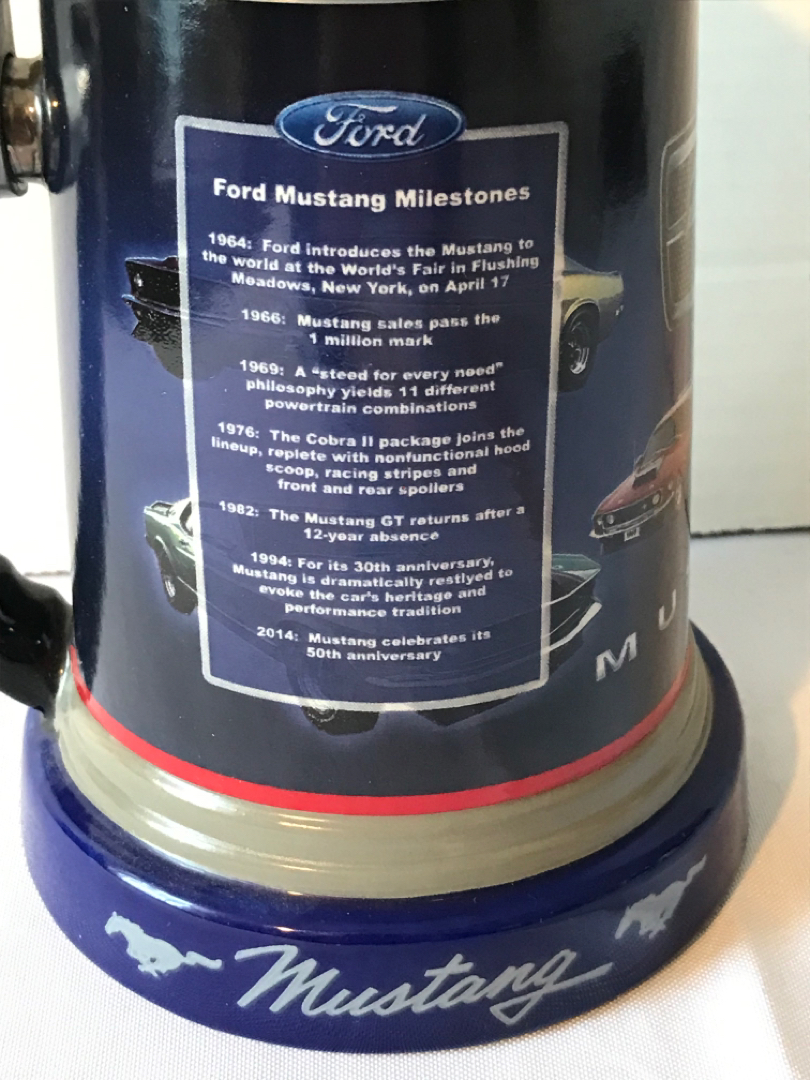 Ford
Ford Mustang Milestones
1964: Ford introduces the Mustang to
the world at the World's Fair in Flushing
Meadows, New York, on April 17
1966: Mustang sales pass the
1 million mark
1969: A "steed for every need"
philosophy yields 11 different
powertrain combinations
1976: The Cobra II package joins the
lineup, replete with nonfunctional hood
scoop, racing stripes and
front and rear spoilers
1982: The Mustang GT returns after a
12-year absence
1994: For its 30th anniversary,
Mustang is dramatically restlyed to
evoke the car's heritage and
performance tradition
2014: Mustang celebrates its
50th anniversary
M U
Mustang